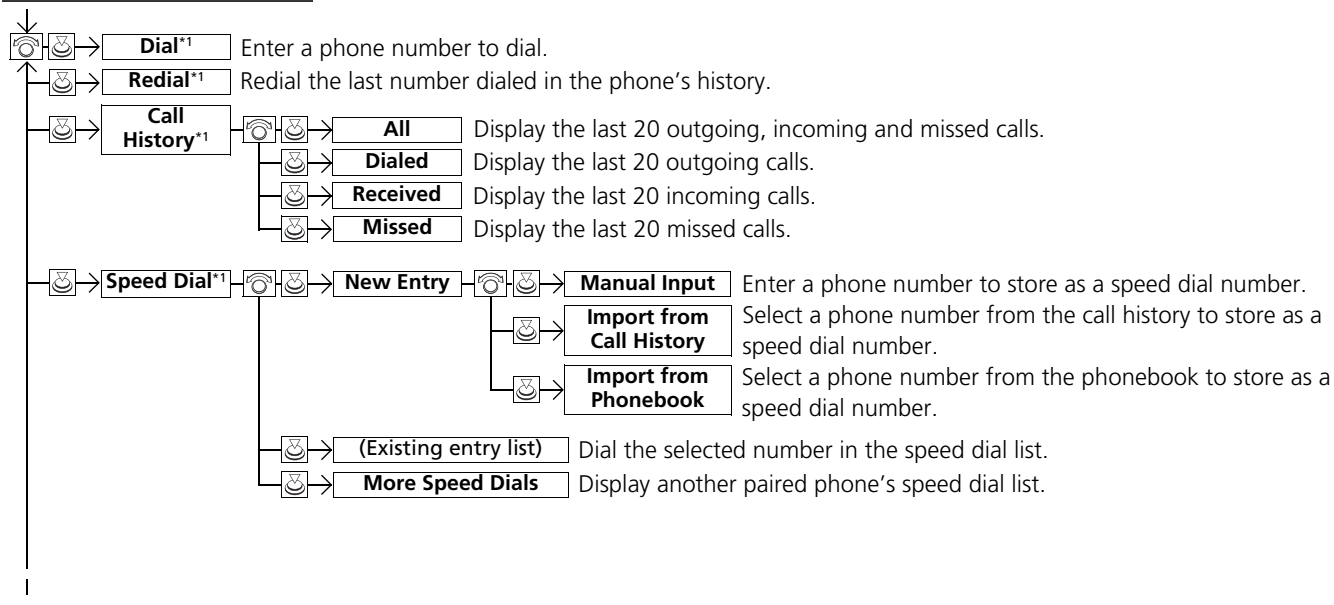 Dial*1 Enter a phone number to dial.
Redial*1 Redial the last number dialed in the phone’s history.
Call
History*1
All Display the last 20 outgoing, incoming and missed calls.
Dialed Display the last 20 outgoing calls.
Received Display the last 20 incoming calls.
Missed Display the last 20 missed calls.
Speed Dial*1 New Entry Manual Input Enter a phone number to store as a speed dial number.
Import from
Call History
Select a phone number from the call history to store as a
speed dial number.
Import from
Phonebook
Select a phone number from the phonebook to store as a
speed dial number.
(Existing entry list) Dial the selected number in the speed dial list.
More Speed Dials Display another paired phone’s speed dial list.